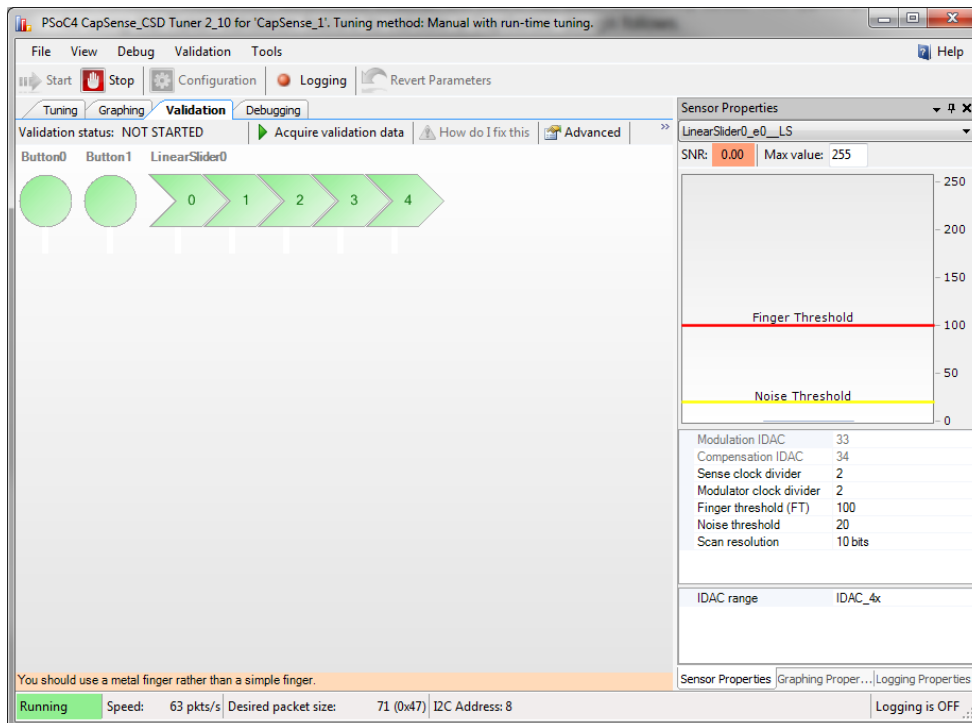 PSoC4 CapSense_CSD Tuner 2_10 for 'CapSense_1'. Tuning method: Manual with run-time tuning.
File View Debug Validation Tools Help
Start Stop Configuration Logging Revert Parameters
Tuning Graphing Validation Debugging
Validation status: NOT STARTED Acquire validation data How do I fix this Advanced »
Button0 Button1 LinearSlider0
0 1 2 3 4
You should use a metal finger rather than a simple finger.
Sensor Properties
LinearSlider0_e0__LS
SNR: 0.00 Max value: 255
250
200
150
Finger Threshold
100
50
Noise Threshold
0
Modulation IDAC 33
Compensation IDAC 34
Sense clock divider 2
Modulator clock divider 2
Finger threshold (FT) 100
Noise threshold 20
Scan resolution 10 bits
IDAC range IDAC_4x
Sensor Properties Graphing Proper... Logging Properties
Running Speed: 63 pkts/s Desired packet size: 71 (0x47) I2C Address: 8 Logging is OFF